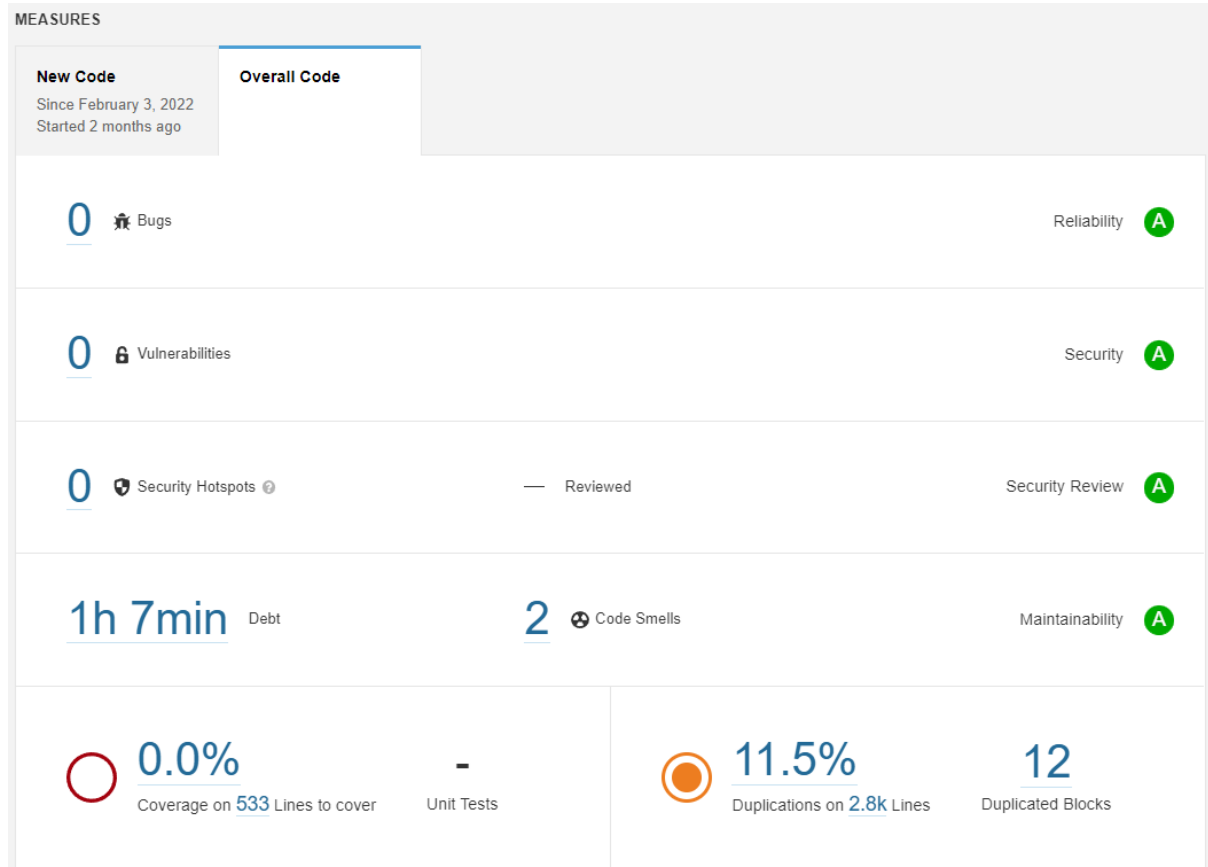 MEASURES
New Code
Since February 3, 2022
Started 2 months ago
Overall Code
0 Bugs Reliability A
0 Vulnerabilities Security A
0 Security Hotspots ? — Reviewed Security Review A
1h 7min Debt 2 Code Smells Maintainability A
0.0% -
Coverage on 533 Lines to cover Unit Tests
11.5% 12
Duplications on 2.8k Lines Duplicated Blocks